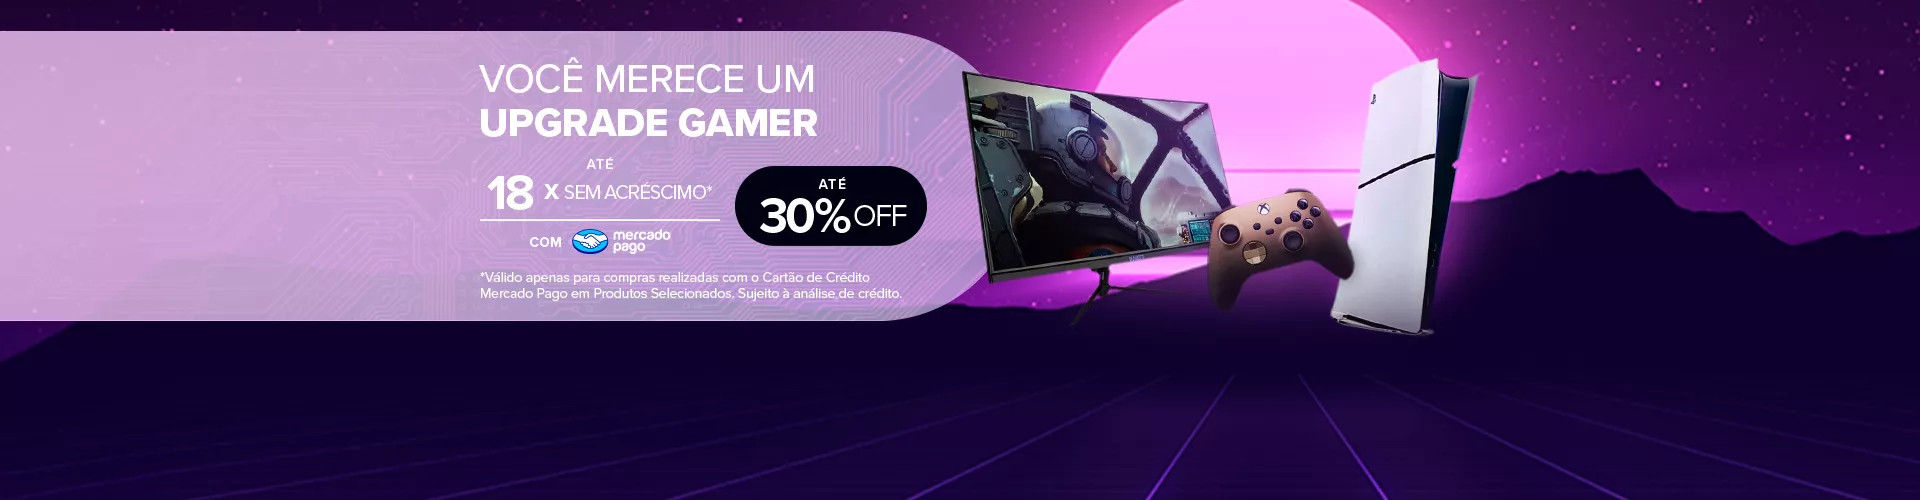 VOCÊ MERECE UM
UPGRADE GAMER
ATÉ
18 X SEM ACRÉSCIMO*
COM mercado pago
ATÉ
30% OFF
*Válido apenas para compras realizadas com o Cartão de Crédito
Mercado Pago em Produtos Selecionados. Sujeito à análise de crédito.